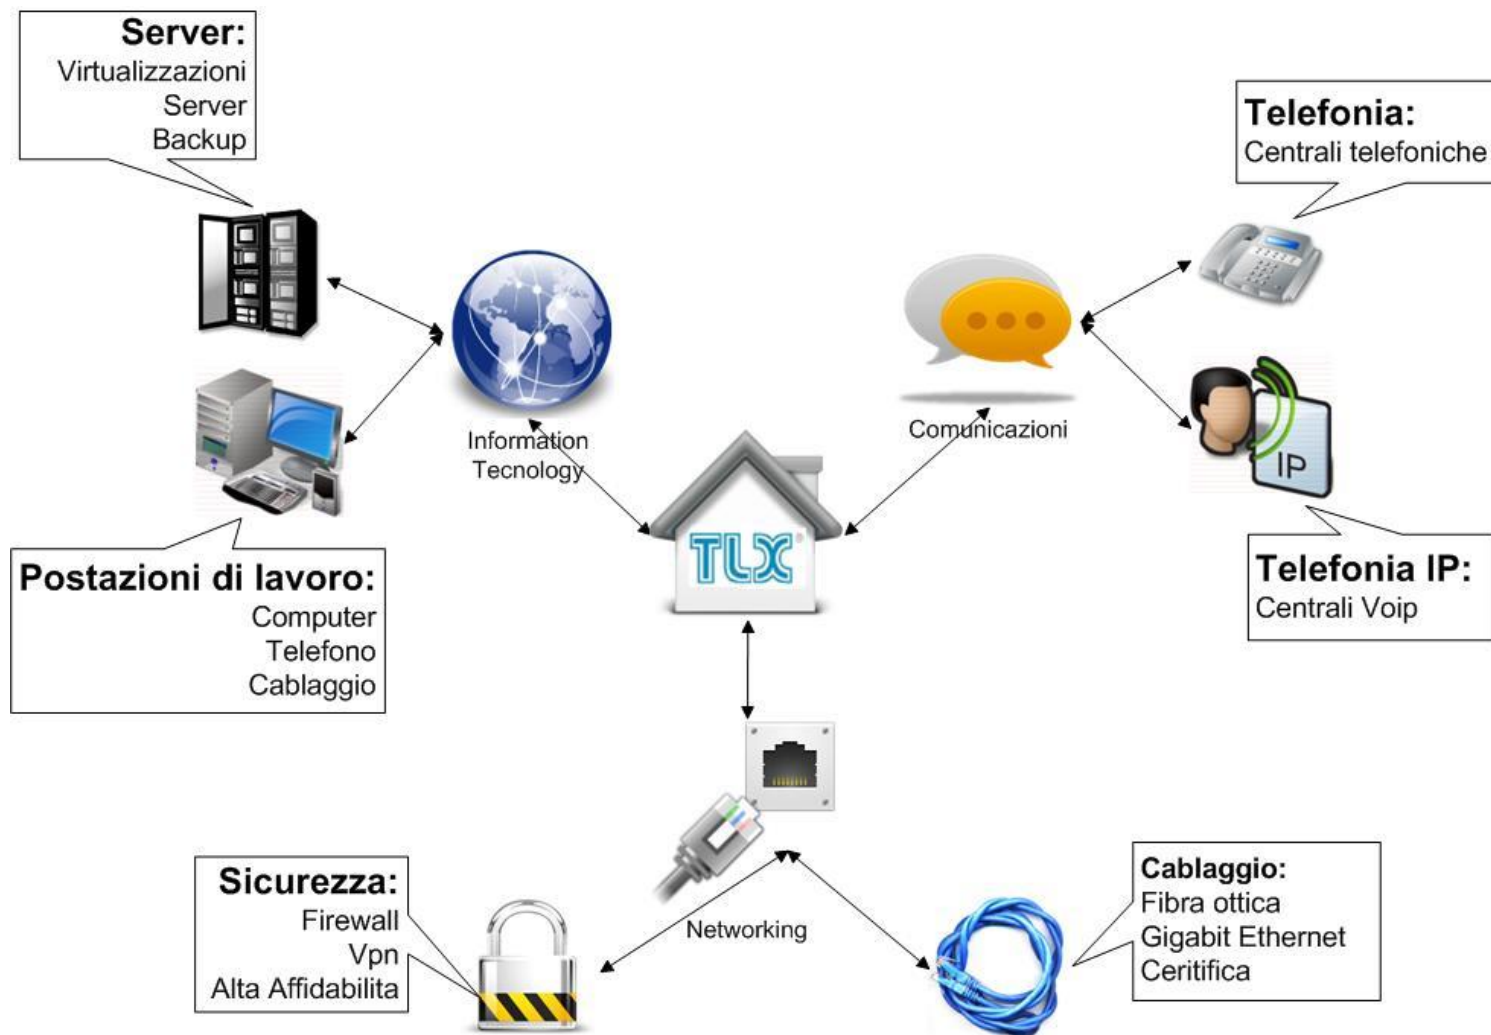 Server:
Virtualizzazioni
Server
Backup
Telefonia:
Centrali telefoniche
Information
Tecnology
Comunicazioni
IP
TLX®
Postazioni di lavoro:
Computer
Telefono
Cablaggio
Telefonia IP:
Centrali Voip
Networking
Sicurezza:
Firewall
Vpn
Alta Affidabilita
Cablaggio:
Fibra ottica
Gigabit Ethernet
Ceritifica